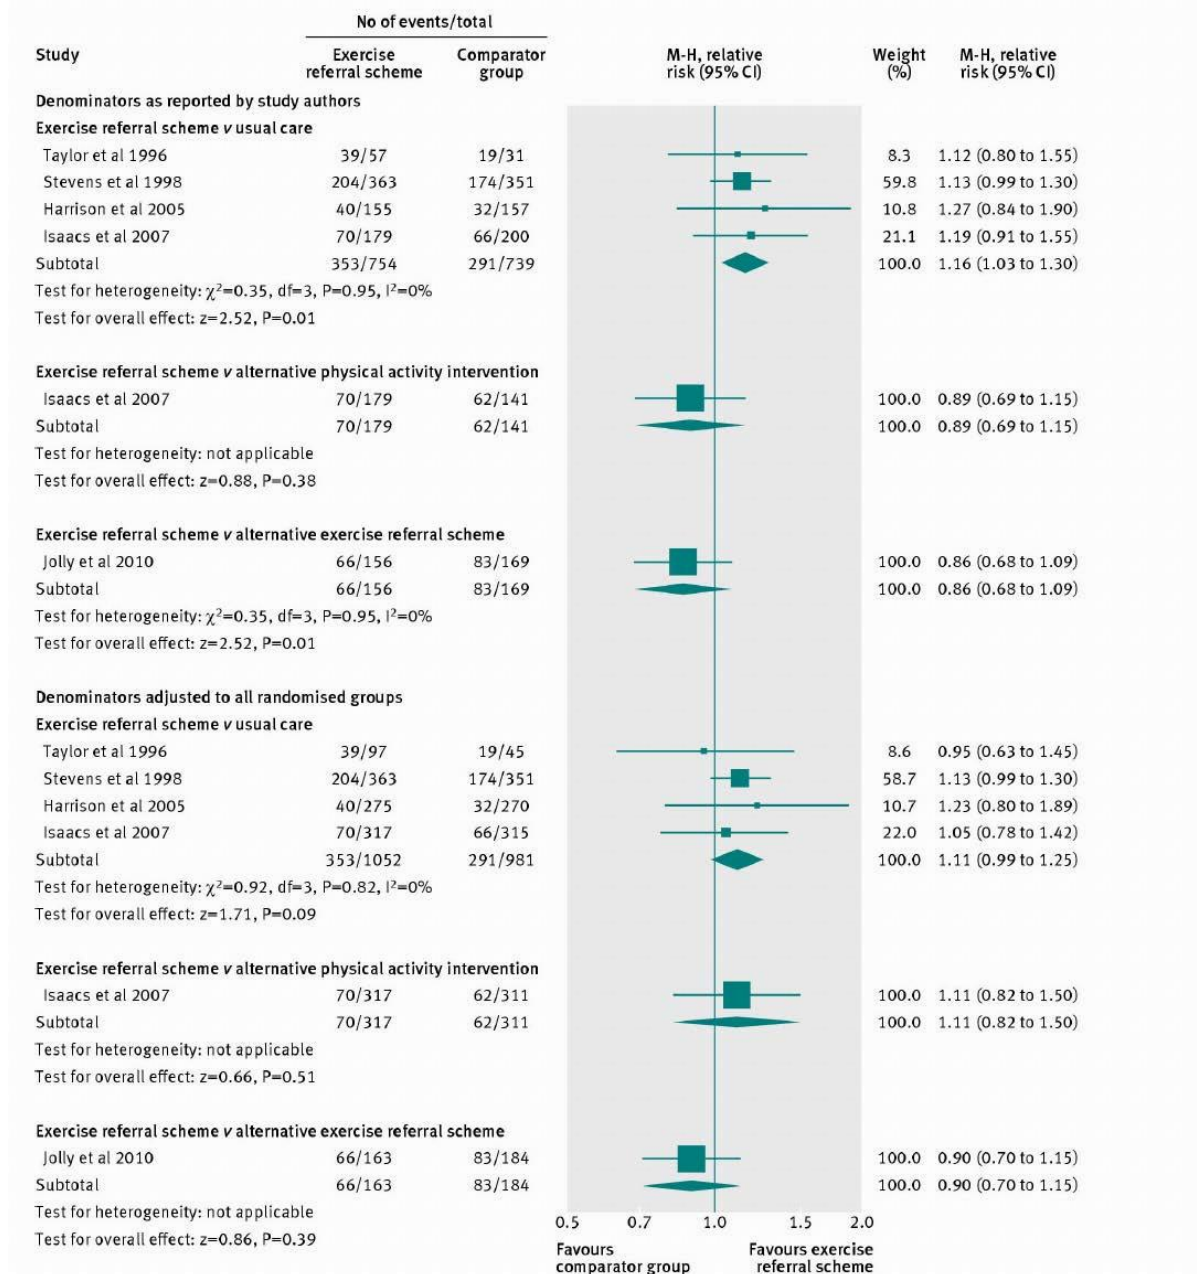 No of events/total
Study Exercise referral scheme Comparator group M-H, relative risk (95% CI) Weight (%) M-H, relative risk (95% CI)
Denominators as reported by study authors
Exercise referral scheme v usual care
Taylor et al 1996 39/57 19/31 8.3 1.12 (0.80 to 1.55)
Stevens et al 1998 204/363 174/351 59.8 1.13 (0.99 to 1.30)
Harrison et al 2005 40/155 32/157 10.8 1.27 (0.84 to 1.90)
Isaacs et al 2007 70/179 66/200 21.1 1.19 (0.91 to 1.55)
Subtotal 353/754 291/739 100.0 1.16 (1.03 to 1.30)
Test for heterogeneity: χ²=0.35, df=3, P=0.95, I²=0%
Test for overall effect: z=2.52, P=0.01
Exercise referral scheme v alternative physical activity intervention
Isaacs et al 2007 70/179 62/141 100.0 0.89 (0.69 to 1.15)
Subtotal 70/179 62/141 100.0 0.89 (0.69 to 1.15)
Test for heterogeneity: not applicable
Test for overall effect: z=0.88, P=0.38
Exercise referral scheme v alternative exercise referral scheme
Jolly et al 2010 66/156 83/169 100.0 0.86 (0.68 to 1.09)
Subtotal 66/156 83/169 100.0 0.86 (0.68 to 1.09)
Test for heterogeneity: χ²=0.35, df=3, P=0.95, I²=0%
Test for overall effect: z=2.52, P=0.01
Denominators adjusted to all randomised groups
Exercise referral scheme v usual care
Taylor et al 1996 39/97 19/45 8.6 0.95 (0.63 to 1.45)
Stevens et al 1998 204/363 174/351 58.7 1.13 (0.99 to 1.30)
Harrison et al 2005 40/275 32/270 10.7 1.23 (0.80 to 1.89)
Isaacs et al 2007 70/317 66/315 22.0 1.05 (0.78 to 1.42)
Subtotal 353/1052 291/981 100.0 1.11 (0.99 to 1.25)
Test for heterogeneity: χ²=0.92, df=3, P=0.82, I²=0%
Test for overall effect: z=1.71, P=0.09
Exercise referral scheme v alternative physical activity intervention
Isaacs et al 2007 70/317 62/311 100.0 1.11 (0.82 to 1.50)
Subtotal 70/317 62/311 100.0 1.11 (0.82 to 1.50)
Test for heterogeneity: not applicable
Test for overall effect: z=0.66, P=0.51
Exercise referral scheme v alternative exercise referral scheme
Jolly et al 2010 66/163 83/184 100.0 0.90 (0.70 to 1.15)
Subtotal 66/163 83/184 100.0 0.90 (0.70 to 1.15)
Test for heterogeneity: not applicable
Test for overall effect: z=0.86, P=0.39
0.5 0.7 1.0 1.5 2.0
Favours comparator group Favours exercise referral scheme